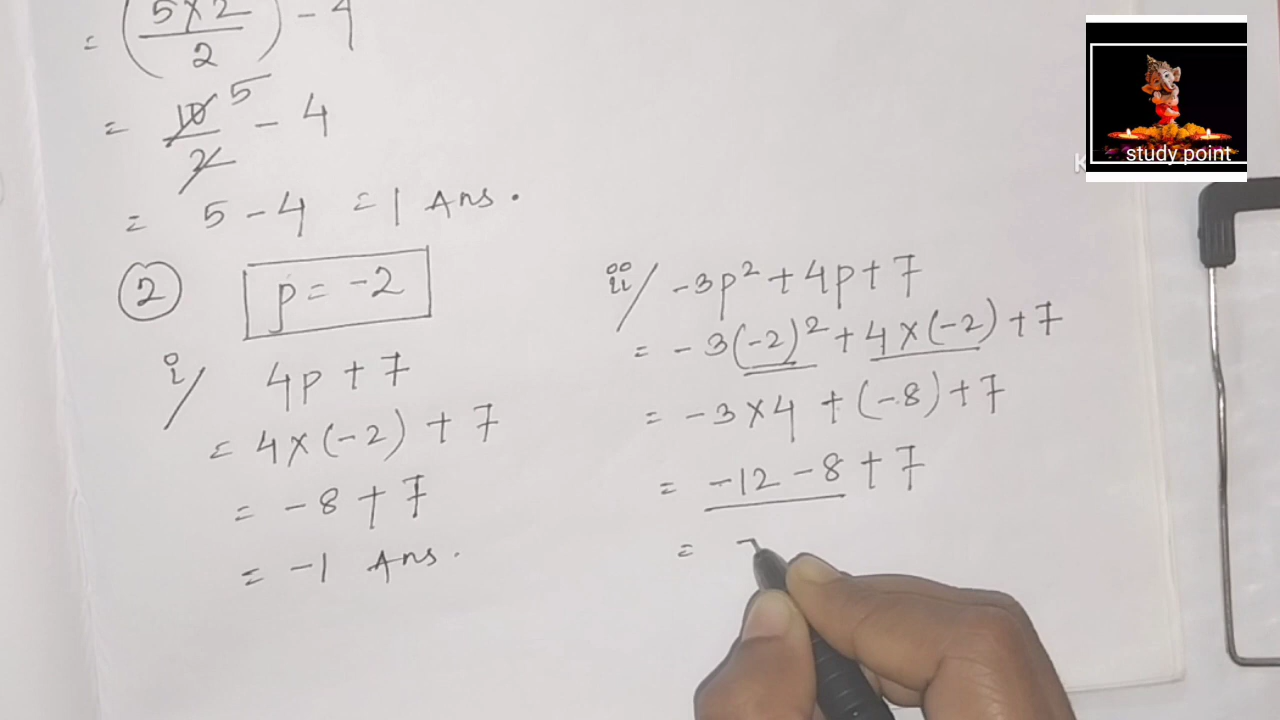 = (5×2/2) - 4
= 10/2 5 - 4
= 5 - 4 = 1 Ans.
② p = -2
i/ 4p + 7
= 4×(-2) + 7
= -8 + 7
= -1 Ans.
ii/ -3p² + 4p + 7
= -3(-2)² + 4×(-2) + 7
= -3×4 + (-8) + 7
= -12 - 8 + 7
= -
study point